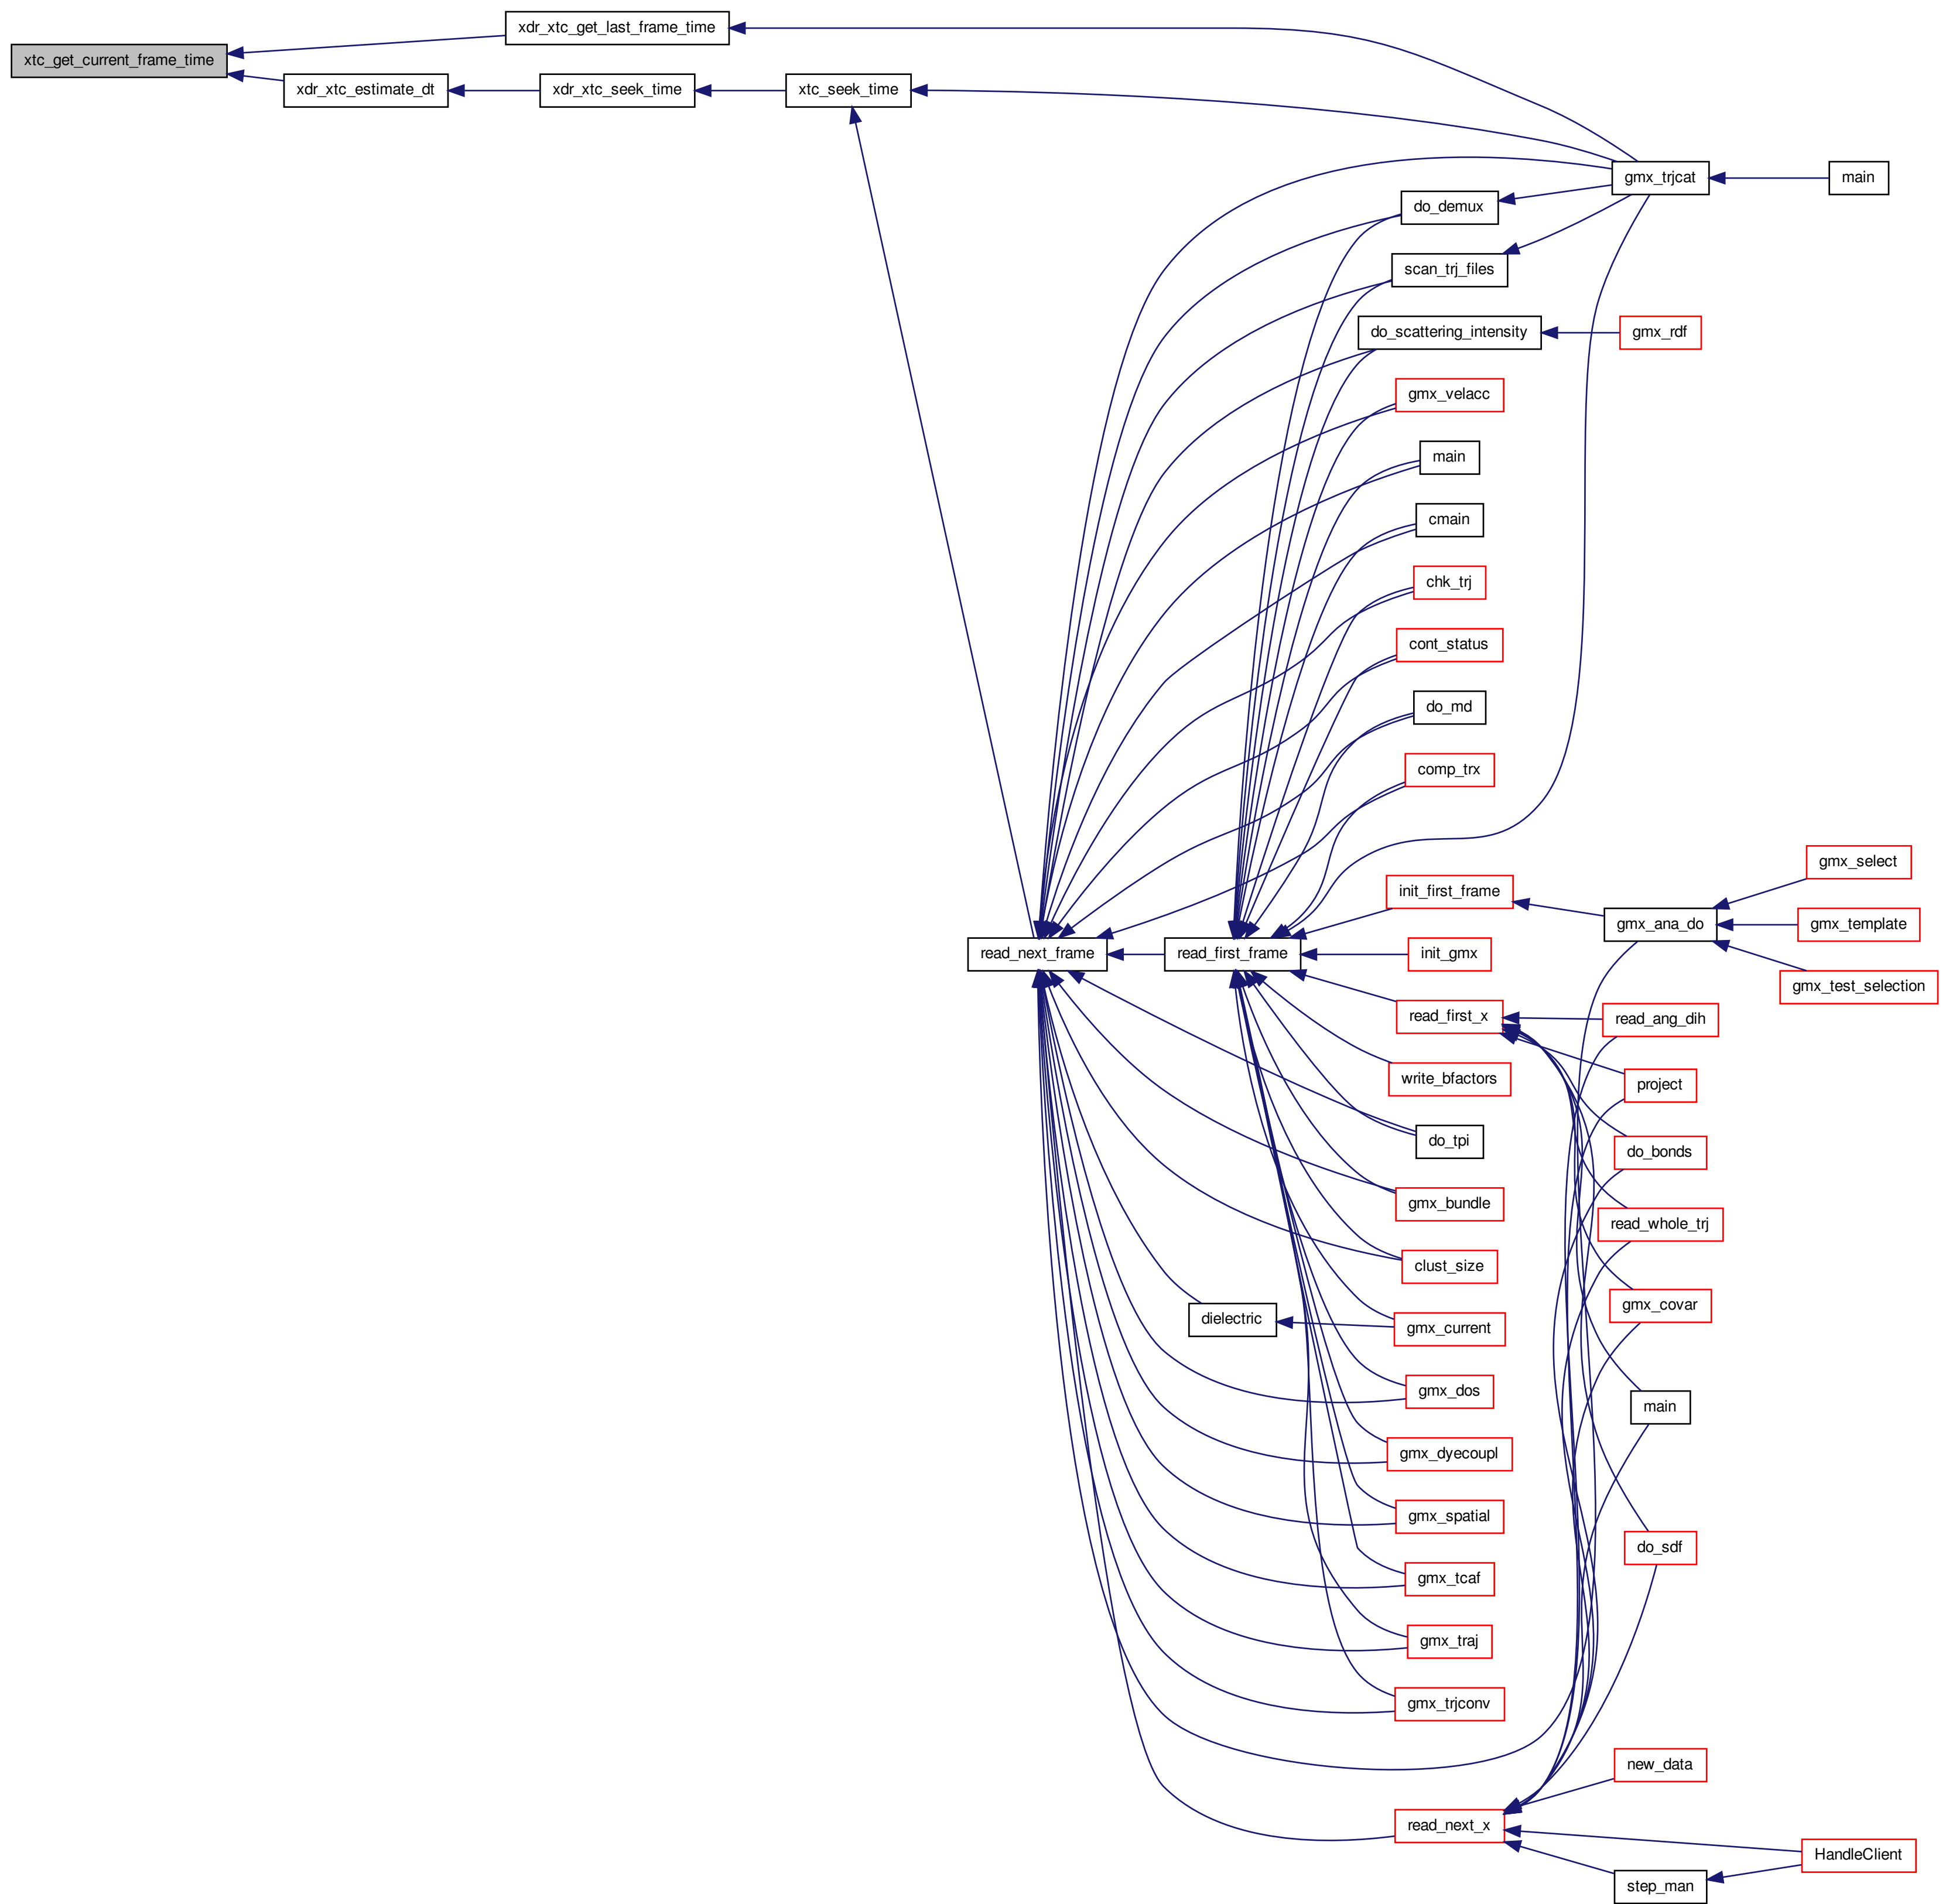 xdr_xtc_get_last_frame_time
xtc_get_current_frame_time
xdr_xtc_estimate_dt
xdr_xtc_seek_time
xtc_seek_time
gmx_trjcat
main
do_demux
scan_trj_files
do_scattering_intensity
gmx_rdf
gmx_velacc
main
cmain
chk_trj
cont_status
do_md
comp_trx
gmx_select
init_first_frame
gmx_ana_do
gmx_template
read_next_frame
read_first_frame
init_gmx
gmx_test_selection
read_first_x
read_ang_dih
write_bfactors
project
do_tpi
do_bonds
gmx_bundle
read_whole_trj
clust_size
gmx_covar
dielectric
gmx_current
gmx_dos
main
gmx_dyecoupl
gmx_spatial
do_sdf
gmx_tcaf
gmx_traj
gmx_trjconv
new_data
read_next_x
HandleClient
step_man